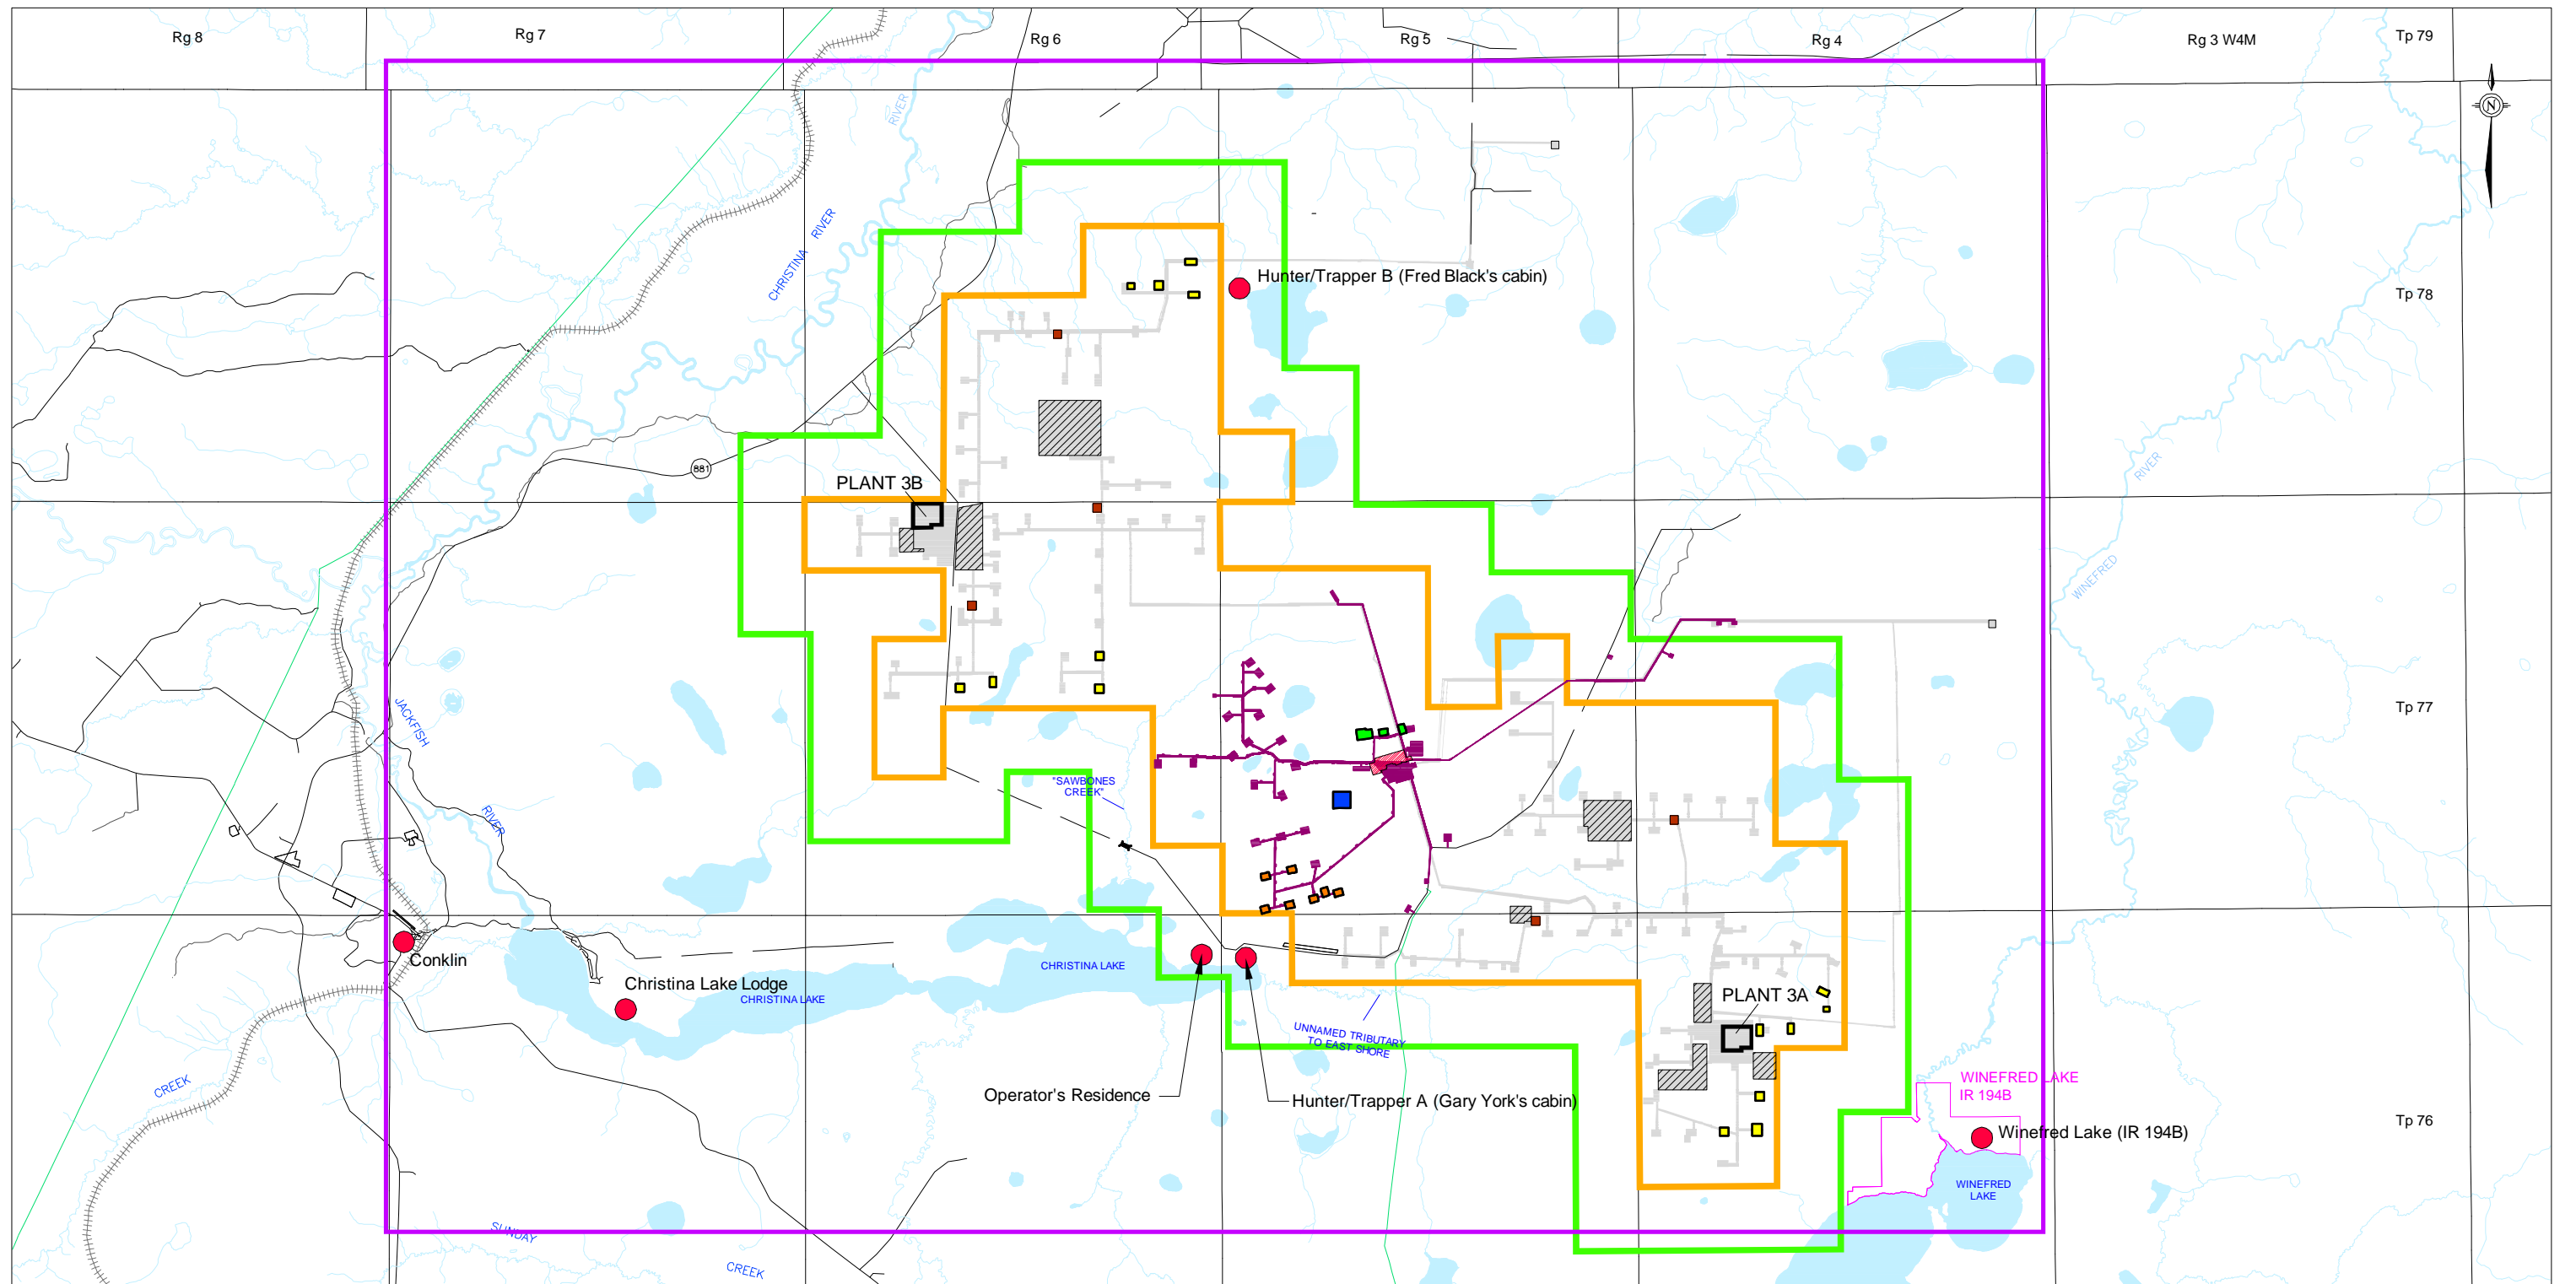 Rg 8
Rg 7
Rg 6
Rg 5
Rg 4
Rg 3 W4M
Tp 79
N
RIVER
CHRISTINA RIVER
Hunter/Trapper B (Fred Black's cabin)
Tp 78
881
PLANT 3B
RIVER
WINEFRED
JACKFISH
RIVER
Tp 77
"SAWBONES
CREEK"
Conklin
Christina Lake Lodge
CHRISTINA LAKE
CHRISTINA LAKE
PLANT 3A
UNNAMED TRIBUTARY
TO EAST SHORE
CREEK
Operator's Residence
Hunter/Trapper A (Gary York's cabin)
WINEFRED LAKE
IR 194B
Tp 76
Winefred Lake (IR 194B)
WINEFRED
LAKE
SUNDAY
CREEK